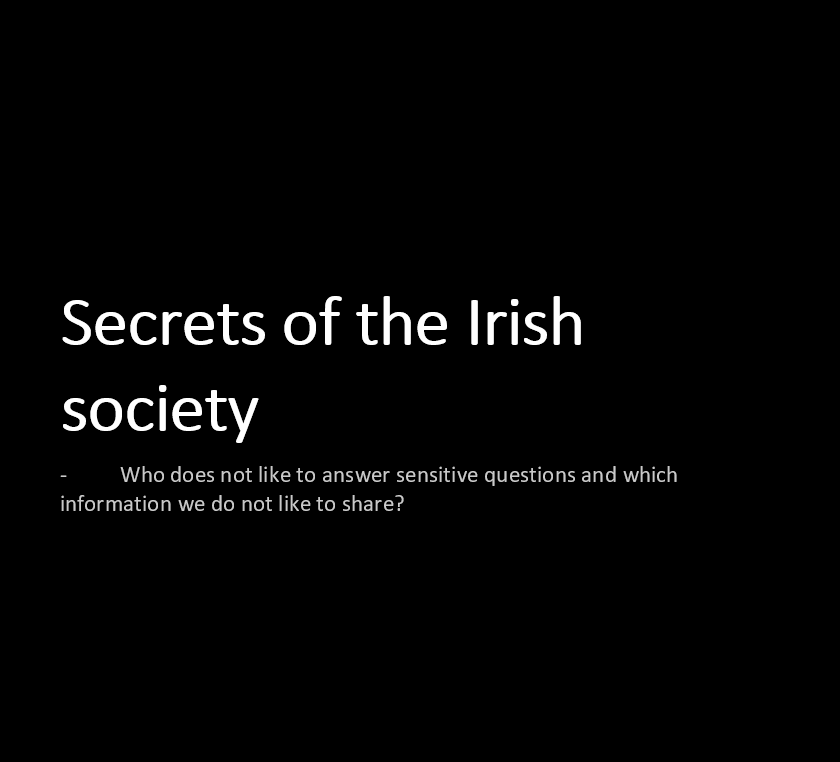 Secrets of the Irish
society
- Who does not like to answer sensitive questions and which
information we do not like to share?